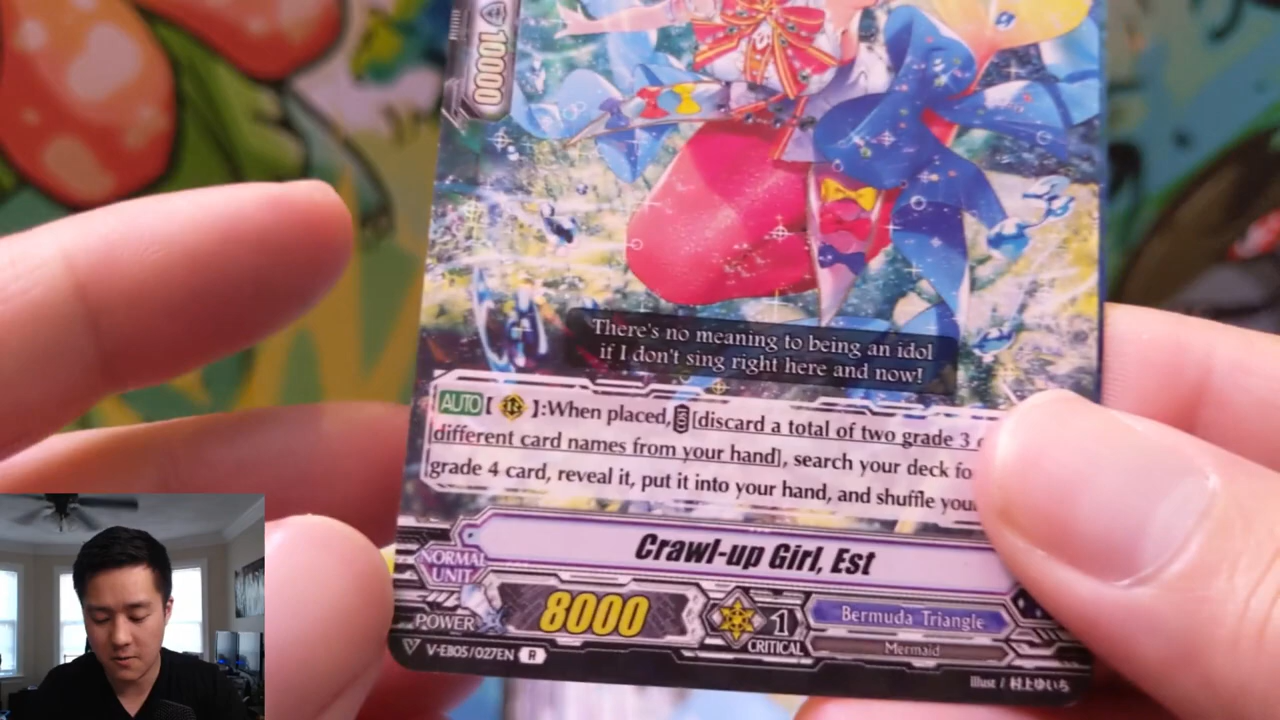 10000
There's no meaning to being an idol
if I don't sing right here and now!
AUTO[ ]:When placed, [discard a total of two grade 3
different card names from your hand], search your deck fo
grade 4 card, reveal it, put it into your hand, and shuffle you
Crawl-up Girl, Est
NORMAL
UNIT
POWER 8000 1
CRITICAL
Bermuda Triangle
Mermaid
V-EB05/027EN R
Illust / 村上ゆいち